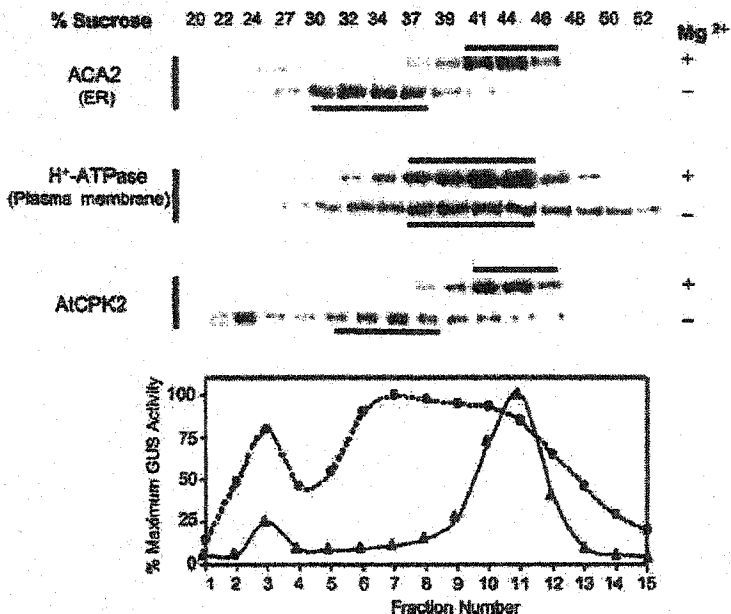 % Sucrose 20 22 24 27 30 32 34 37 39 41 44 46 48 50 52
Mg 2+
ACA2
(ER)
+
−
H+-ATPase
(Plasma membrane)
+
−
AtCPK2
+
−
% Maximum GUS Activity
100
75
50
25
0
1 2 3 4 5 6 7 8 9 10 11 12 13 14 15
Fraction Number